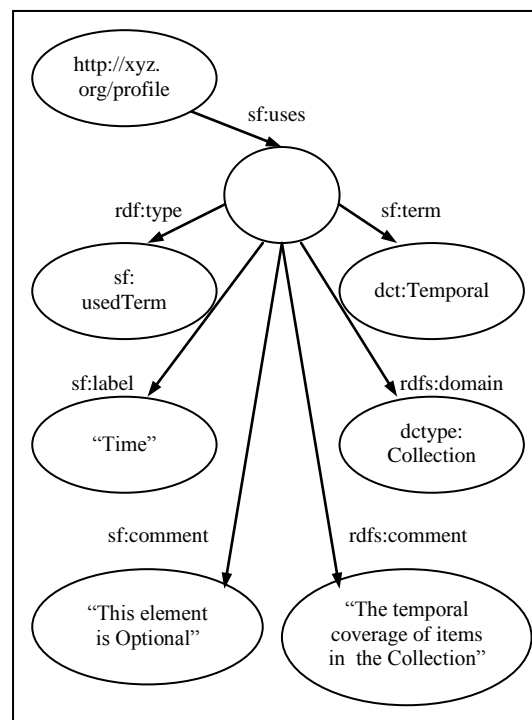 http://xyz.
org/profile
sf:uses
rdf:type
sf:term
sf:
usedTerm
dct:Temporal
sf:label
rdfs:domain
“Time”
dctype:
Collection
sf:comment
rdfs:comment
“This element
is Optional”
“The temporal
coverage of items
in the Collection”